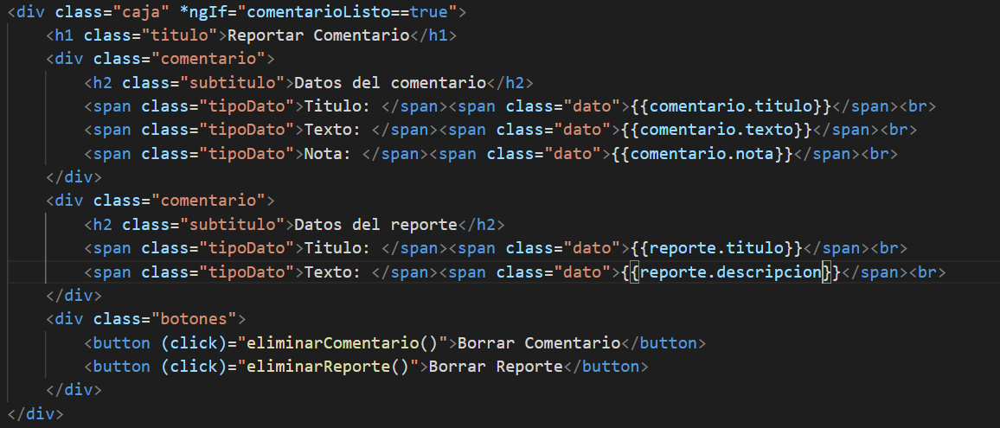 <div class="caja" *ngIf="comentarioListo==true">
    <h1 class="titulo">Reportar Comentario</h1>
    <div class="comentario">
        <h2 class="subtitulo">Datos del comentario</h2>
        <span class="tipoDato">Titulo: </span><span class="dato">{{comentario.titulo}}</span><br>
        <span class="tipoDato">Texto: </span><span class="dato">{{comentario.texto}}</span><br>
        <span class="tipoDato">Nota: </span><span class="dato">{{comentario.nota}}</span><br>
    </div>
    <div class="comentario">
        <h2 class="subtitulo">Datos del reporte</h2>
        <span class="tipoDato">Titulo: </span><span class="dato">{{reporte.titulo}}</span><br>
        <span class="tipoDato">Texto: </span><span class="dato">{{reporte.descripcion}}</span><br>
    </div>
    <div class="botones">
        <button (click)="eliminarComentario()">Borrar Comentario</button>
        <button (click)="eliminarReporte()">Borrar Reporte</button>
    </div>
</div>